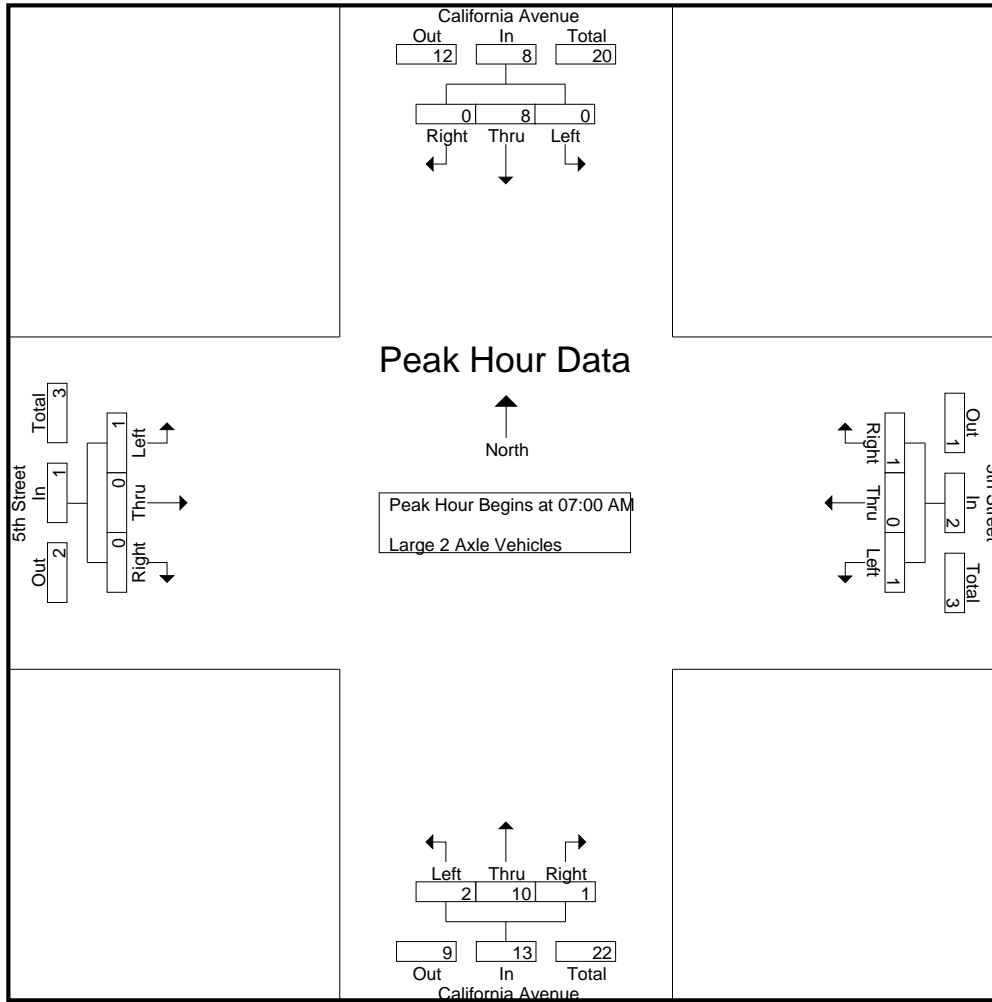 California Avenue
Out In Total
12 8 20
0 8 0
Right Thru Left
Peak Hour Data
North
Peak Hour Begins at 07:00 AM
Large 2 Axle Vehicles
5th Street
Total In Out
3 1 2
1 0 0
Left Thru Right
Right Thru Left
1 0 1
Out In Total
1 2 3
5th Street
Left Thru Right
2 10 1
9 13 22
Out In Total
California Avenue